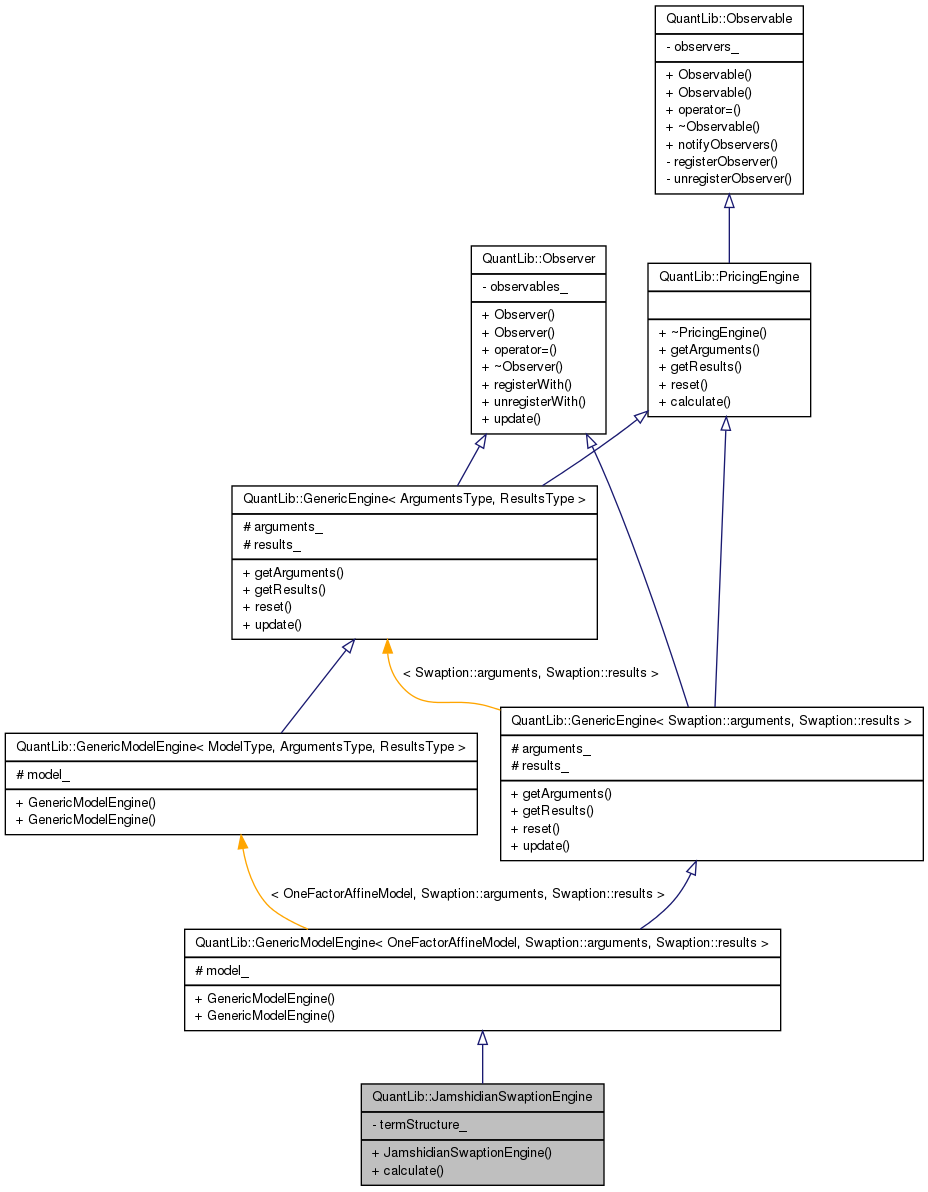 QuantLib::Observable
- observers_
+ Observable()
+ Observable()
+ operator=()
+ ~Observable()
+ notifyObservers()
- registerObserver()
- unregisterObserver()
QuantLib::Observer
- observables_
+ Observer()
+ Observer()
+ operator=()
+ ~Observer()
+ registerWith()
+ unregisterWith()
+ update()
QuantLib::PricingEngine
+ ~PricingEngine()
+ getArguments()
+ getResults()
+ reset()
+ calculate()
QuantLib::GenericEngine< ArgumentsType, ResultsType >
# arguments_
# results_
+ getArguments()
+ getResults()
+ reset()
+ update()
< Swaption::arguments, Swaption::results >
QuantLib::GenericEngine< Swaption::arguments, Swaption::results >
# arguments_
# results_
+ getArguments()
+ getResults()
+ reset()
+ update()
QuantLib::GenericModelEngine< ModelType, ArgumentsType, ResultsType >
# model_
+ GenericModelEngine()
+ GenericModelEngine()
< OneFactorAffineModel, Swaption::arguments, Swaption::results >
QuantLib::GenericModelEngine< OneFactorAffineModel, Swaption::arguments, Swaption::results >
# model_
+ GenericModelEngine()
+ GenericModelEngine()
QuantLib::JamshidianSwaptionEngine
- termStructure_
+ JamshidianSwaptionEngine()
+ calculate()